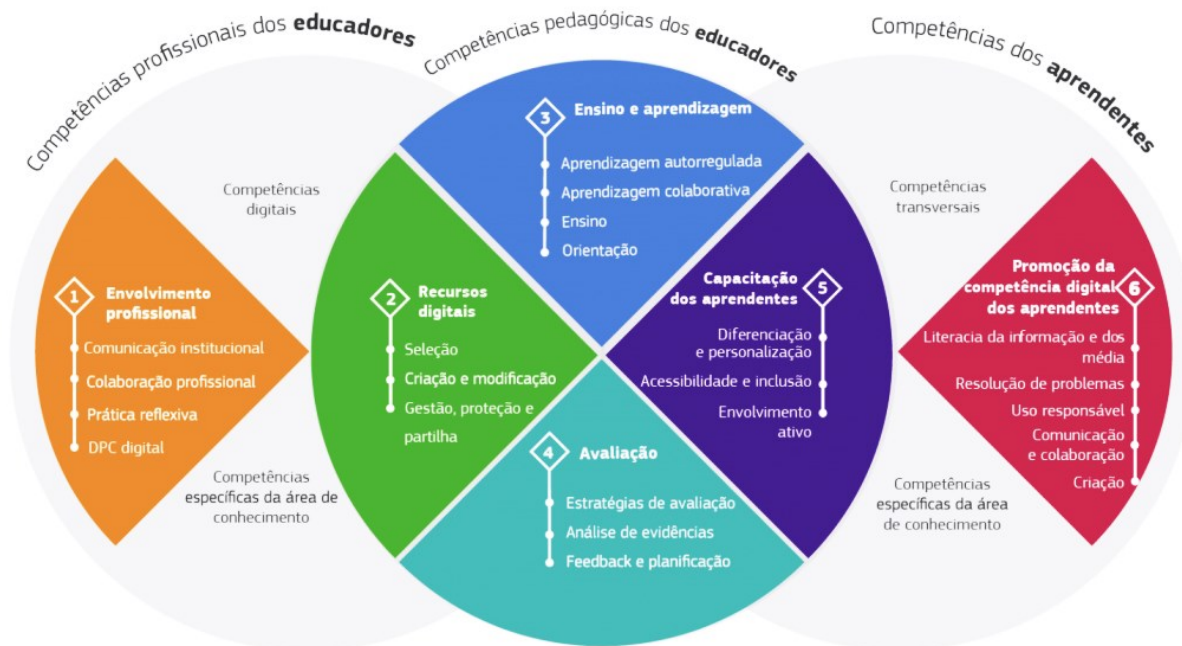 Competências profissionais dos educadores
Competências pedagógicas dos educadores
Competências dos aprendentes
Competências
digitais
1
Envolvimento
profissional
Comunicação institucional
Colaboração profissional
Prática reflexiva
DPC digital
Competências
específicas da área de
conhecimento
2
Recursos
digitais
Seleção
Criação e modificação
Gestão, proteção e
partilha
3
Ensino e aprendizagem
Aprendizagem autorregulada
Aprendizagem colaborativa
Ensino
Orientação
4
Avaliação
Estratégias de avaliação
Análise de evidências
Feedback e planificação
Capacitação
dos aprendentes
5
Diferenciação
e personalização
Acessibilidade e inclusão
Envolvimento
ativo
Competências
transversais
Promoção da
competência digital
dos aprendentes
6
Literacia da informação e dos
média
Resolução de problemas
Uso responsável
Comunicação
e colaboração
Criação
Competências
específicas da área
de conhecimento